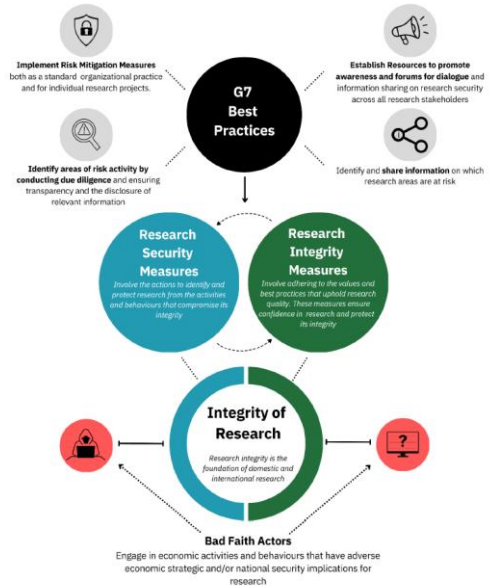 Implement Risk Mitigation Measures
both as a standard organizational practice
and for individual research projects.
G7
Best
Practices
Establish Resources to promote
awareness and forums for dialogue and
information sharing on research security
across all research stakeholders
Identify areas of risk activity by
conducting due diligence and ensuring
transparency and the disclosure of
relevant information
Identify and share information on which
research areas are at risk
Research
Security
Measures
Involve the actions to identify and
protect research from the activities
and behaviours that compromise its
integrity
Research
Integrity
Measures
Involve adhering to the values and
best practices that uphold research
quality. These measures ensure
confidence in research and protect
its integrity
Integrity of
Research
Research integrity is the
foundation of domestic and
international research
?
Bad Faith Actors
Engage in economic activities and behaviours that have adverse
economic strategic and/or national security implications for
research